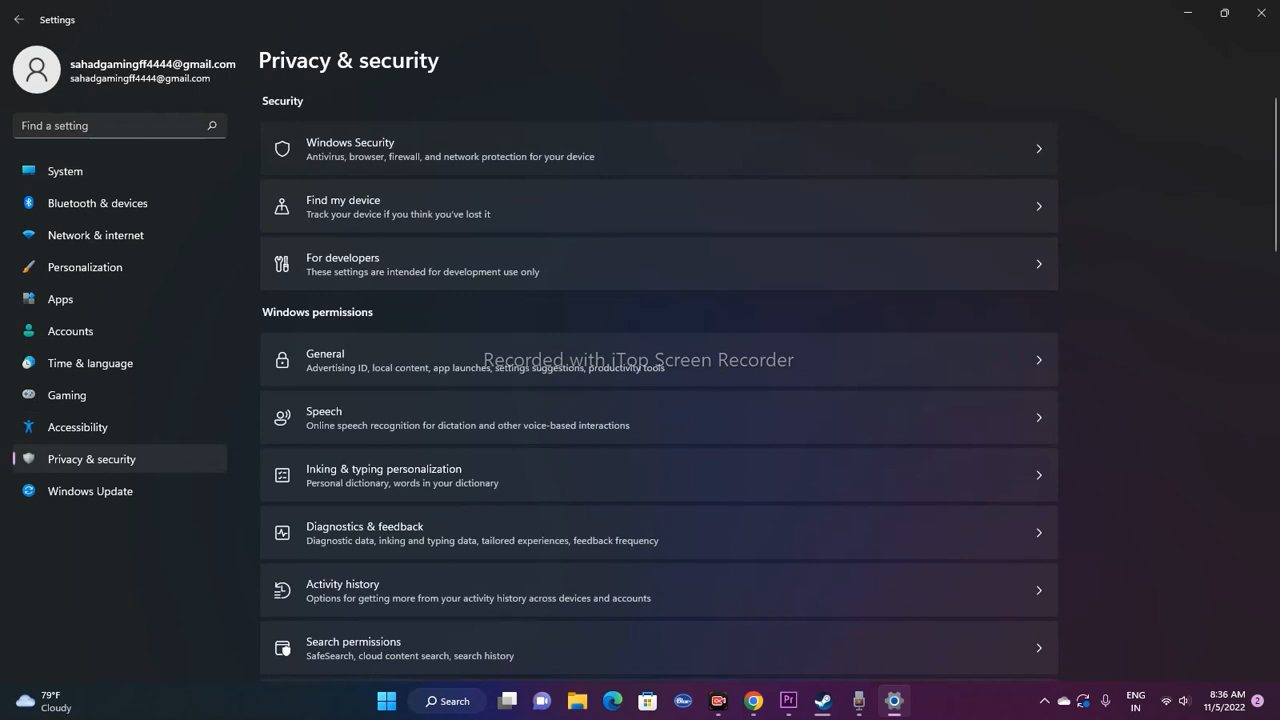 Settings
sahadgamingff4444@gmail.com
sahadgamingff4444@gmail.com
Find a setting
System
Bluetooth & devices
Network & internet
Personalization
Apps
Accounts
Time & language
Gaming
Accessibility
Privacy & security
Windows Update
Privacy & security
Security
Windows Security
Antivirus, browser, firewall, and network protection for your device
Find my device
Track your device if you think you've lost it
For developers
These settings are intended for development use only
Windows permissions
General
Advertising ID, local content, app launches, settings suggestions, productivity tools
Recorded with iTop Screen Recorder
Speech
Online speech recognition for dictation and other voice-based interactions
Inking & typing personalization
Personal dictionary, words in your dictionary
Diagnostics & feedback
Diagnostic data, inking and typing data, tailored experiences, feedback frequency
Activity history
Options for getting more from your activity history across devices and accounts
Search permissions
SafeSearch, cloud content search, search history
79°F
Cloudy
Search
Pr
ENG
IN
8:36 AM
11/5/2022
2